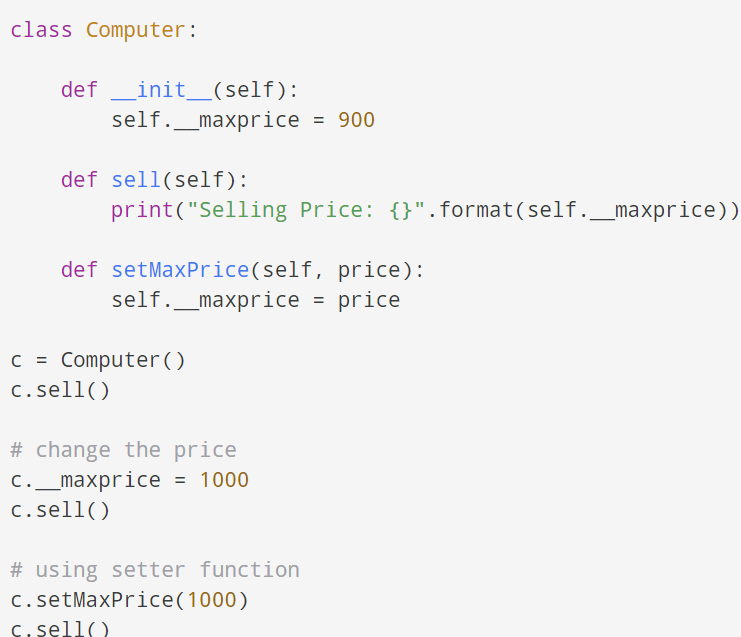 class Computer:
    def __init__(self):
        self.__maxprice = 900
    def sell(self):
        print("Selling Price: {}".format(self.__maxprice))
    def setMaxPrice(self, price):
        self.__maxprice = price
c = Computer()
c.sell()
# change the price
c.__maxprice = 1000
c.sell()
# using setter function
c.setMaxPrice(1000)
c.sell()